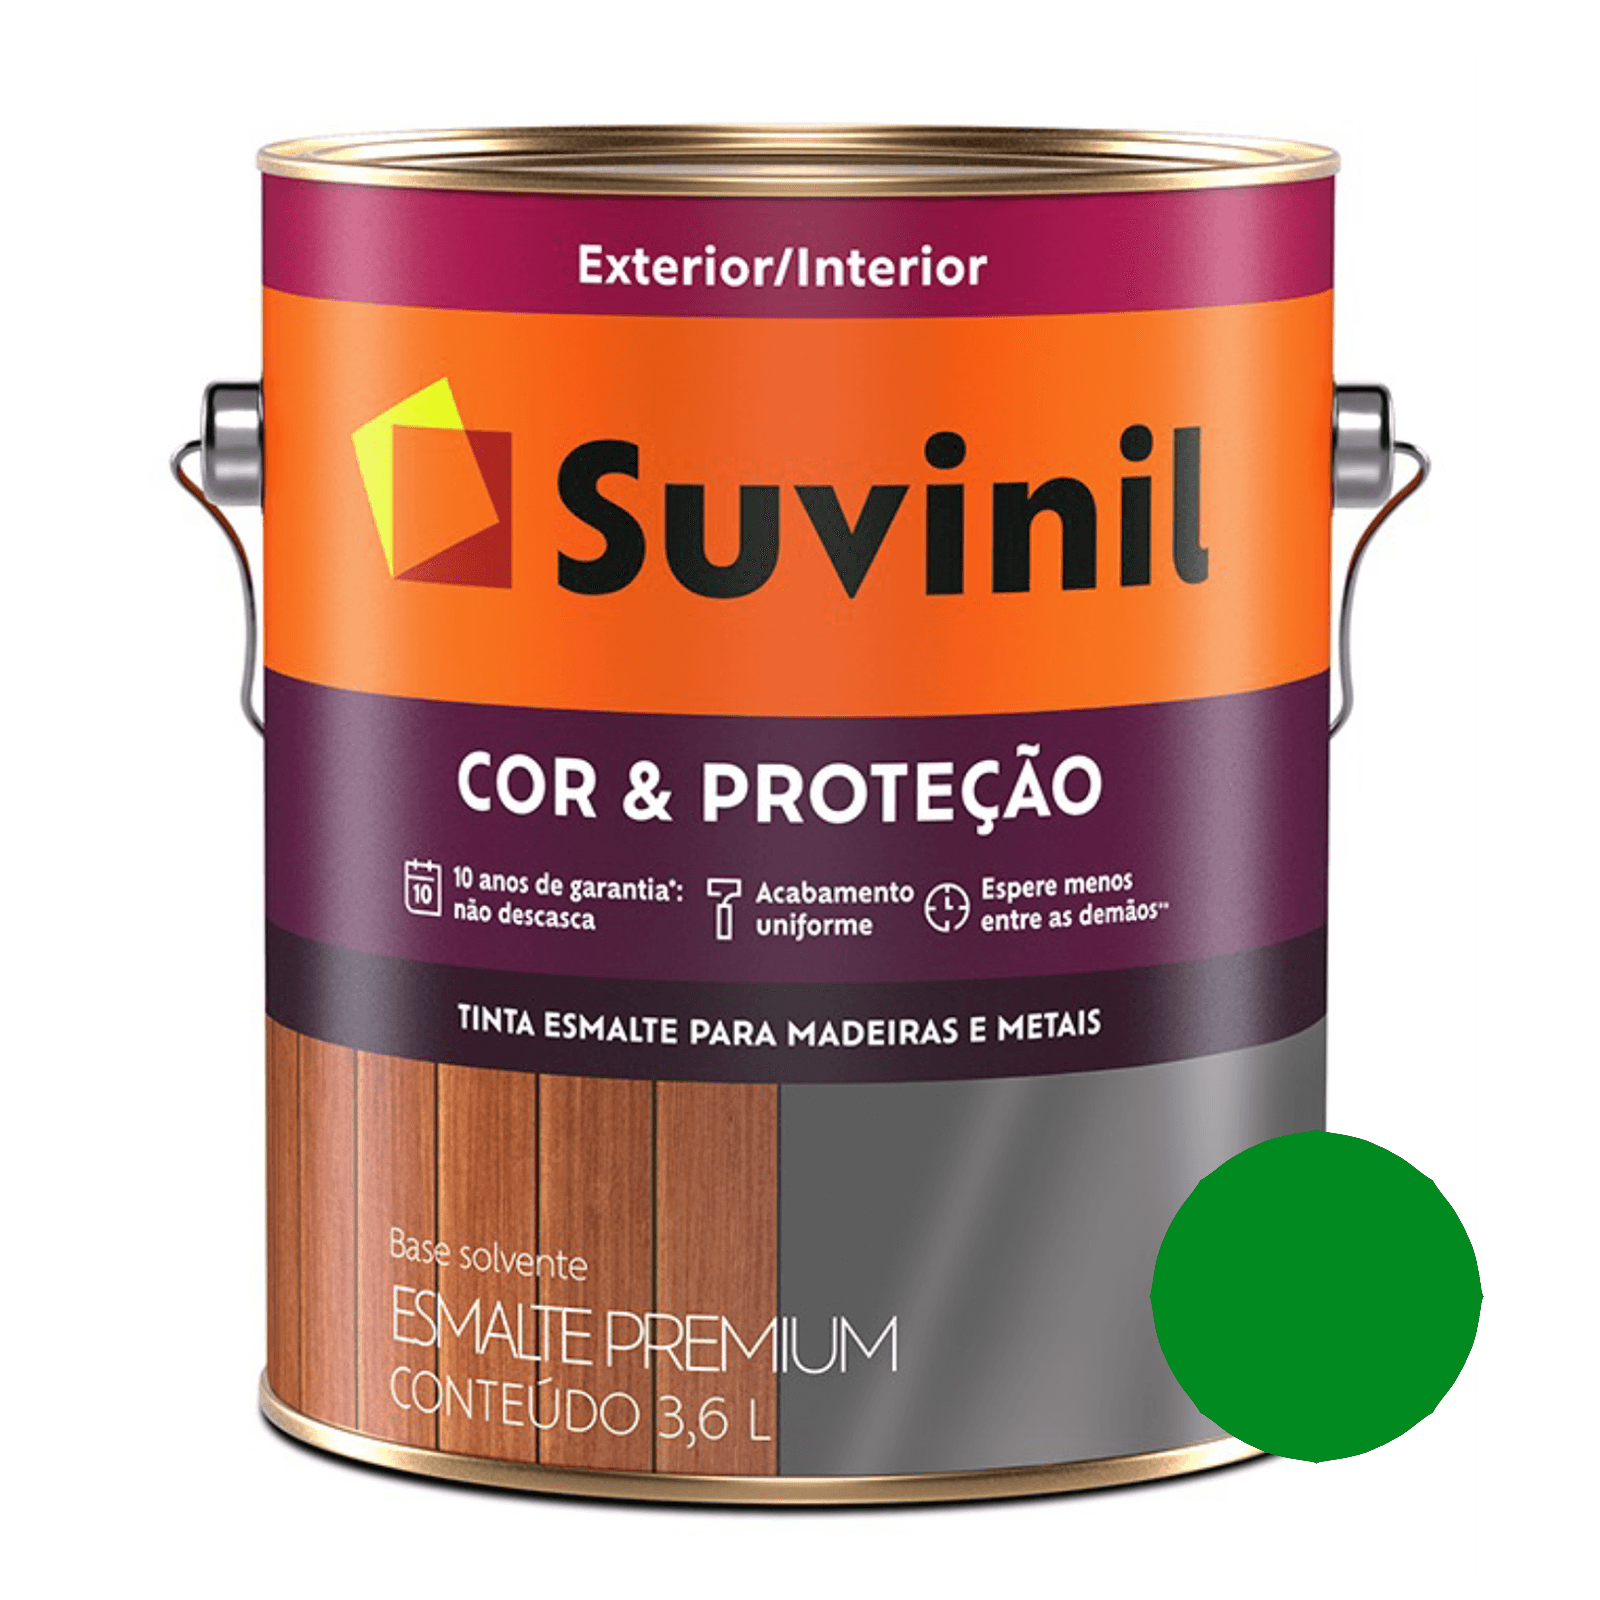 Exterior/Interior
Suvinil
COR & PROTEÇÃO
10
10 anos de garantia*:
não descasca
Acabamento
uniforme
Espere menos
entre as demãos**
TINTA ESMALTE PARA MADEIRAS E METAIS
Base solvente
ESMALTE PREMIUM
CONTEÚDO 3,6 L